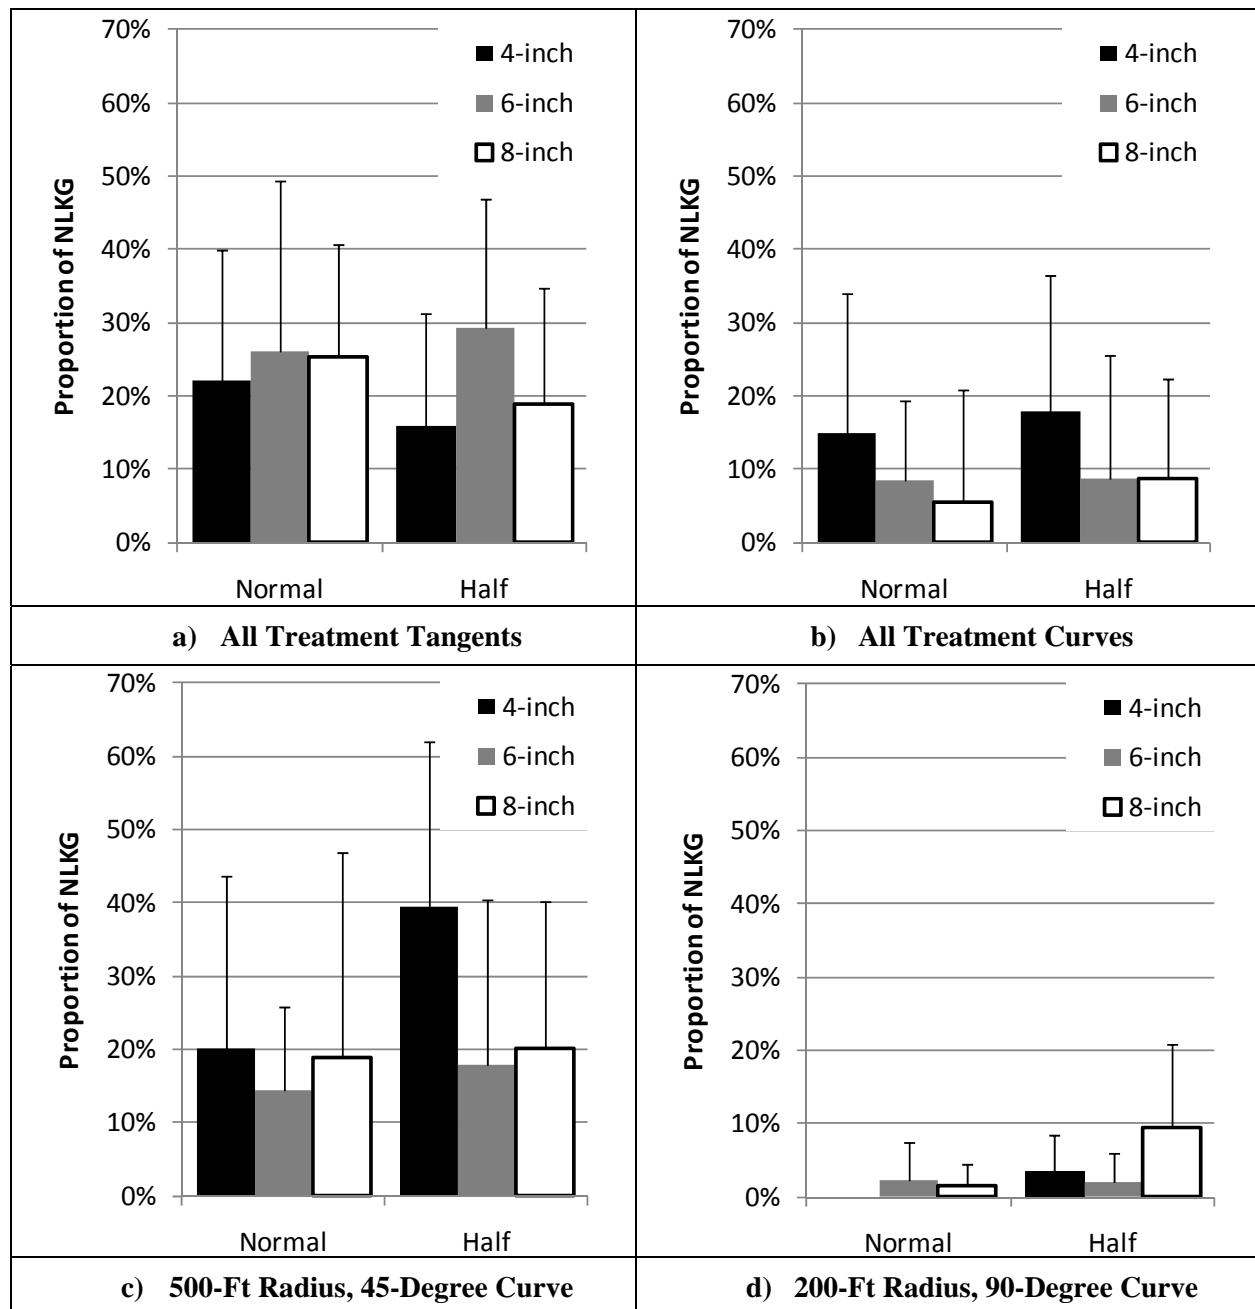 70%
60%
50%
40%
30%
20%
10%
0%
Proportion of NLKG
4-inch
6-inch
8-inch
Normal Half
a) All Treatment Tangents
70%
60%
50%
40%
30%
20%
10%
0%
Proportion of NLKG
4-inch
6-inch
8-inch
Normal Half
b) All Treatment Curves
70%
60%
50%
40%
30%
20%
10%
0%
Proportion of NLKG
4-inch
6-inch
8-inch
Normal Half
c) 500-Ft Radius, 45-Degree Curve
70%
60%
50%
40%
30%
20%
10%
0%
Proportion of NLKG
4-inch
6-inch
8-inch
Normal Half
d) 200-Ft Radius, 90-Degree Curve